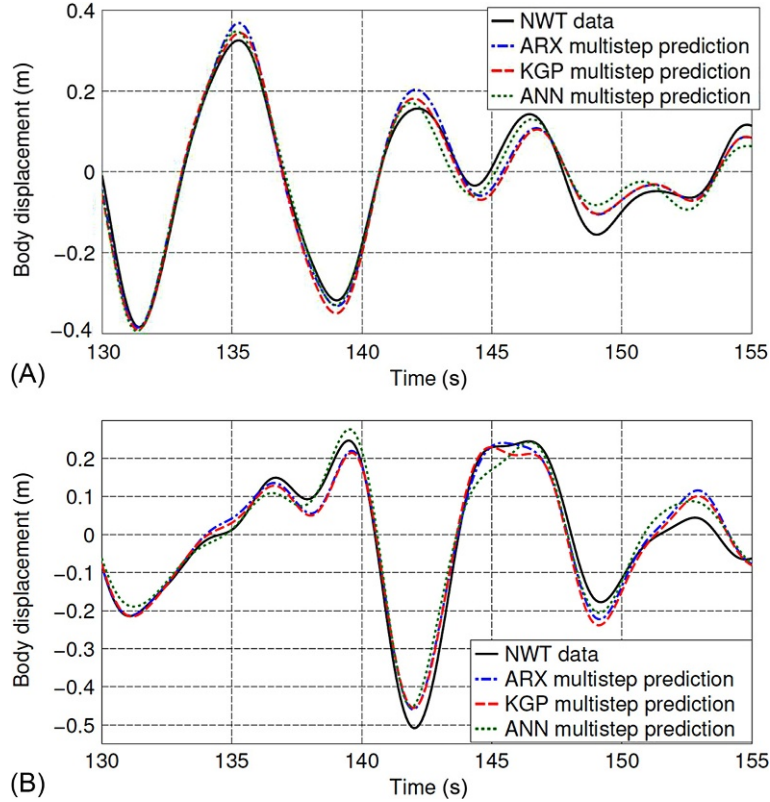 0.4
0.2
0
−0.2
−0.4
Body displacement (m)
NWT data
ARX multistep prediction
KGP multistep prediction
ANN multistep prediction
130
135
140
145
150
155
Time (s)
(A)
0.2
0.1
0
−0.1
−0.2
−0.3
−0.4
−0.5
Body displacement (m)
NWT data
ARX multistep prediction
KGP multistep prediction
ANN multistep prediction
130
135
140
145
150
155
Time (s)
(B)